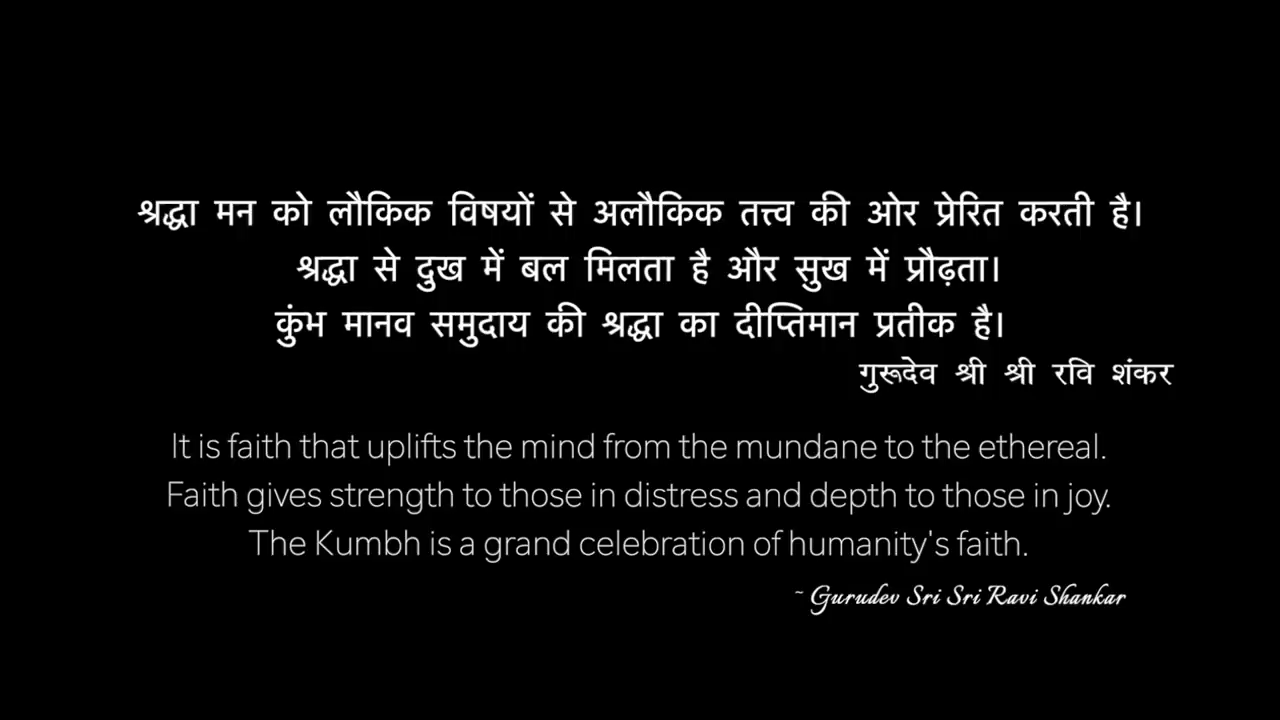 श्रद्धा मन को लौकिक विषयों से अलौकिक तत्त्व की ओर प्रेरित करती है।
श्रद्धा से दुख में बल मिलता है और सुख में प्रौढ़ता।
कुंभ मानव समुदाय की श्रद्धा का दीप्तिमान प्रतीक है।
गुरूदेव श्री श्री रवि शंकर
It is faith that uplifts the mind from the mundane to the ethereal.
Faith gives strength to those in distress and depth to those in joy.
The Kumbh is a grand celebration of humanity's faith.
~ Gurudev Sri Sri Ravi Shankar